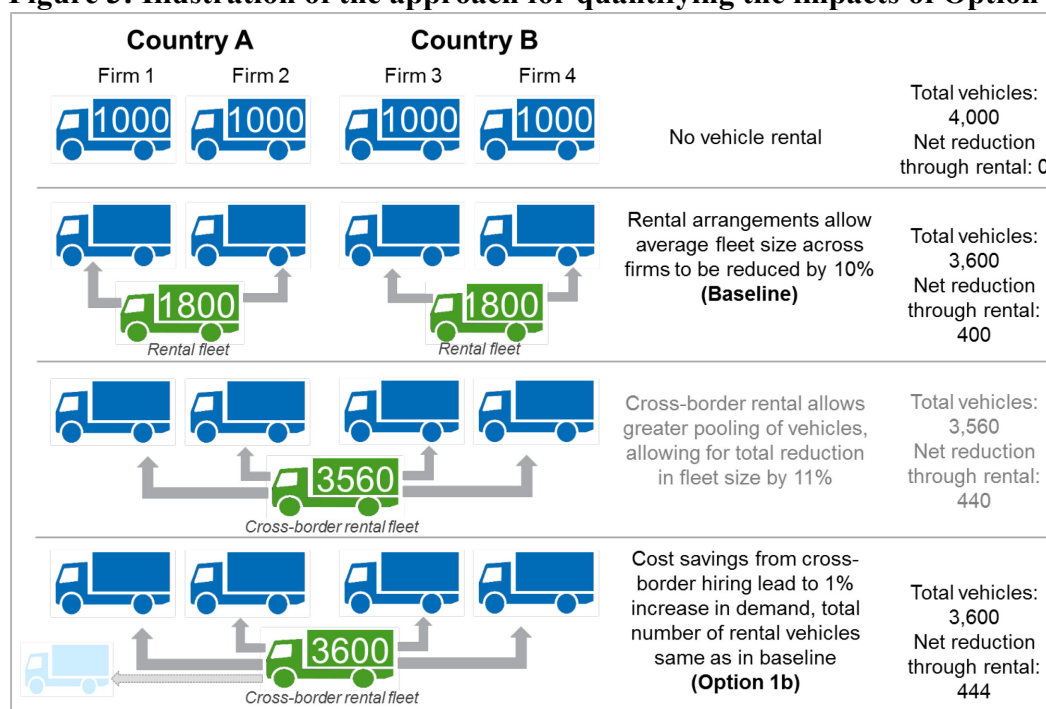 Figure 3: Illustration of the approach for quantifying the impacts of Option
Country A Country B
Firm 1 Firm 2 Firm 3 Firm 4
1000 1000 1000 1000
No vehicle rental
Total vehicles:
4,000
Net reduction
through rental: 0
1800 1800
Rental fleet Rental fleet
Rental arrangements allow
average fleet size across
firms to be reduced by 10%
(Baseline)
Total vehicles:
3,600
Net reduction
through rental:
400
3560
Cross-border rental fleet
Cross-border rental allows
greater pooling of vehicles,
allowing for total reduction
in fleet size by 11%
Total vehicles:
3,560
Net reduction
through rental:
440
3600
Cross-border rental fleet
Cost savings from cross-
border hiring lead to 1%
increase in demand, total
number of rental vehicles
same as in baseline
(Option 1b)
Total vehicles:
3,600
Net reduction
through rental:
444